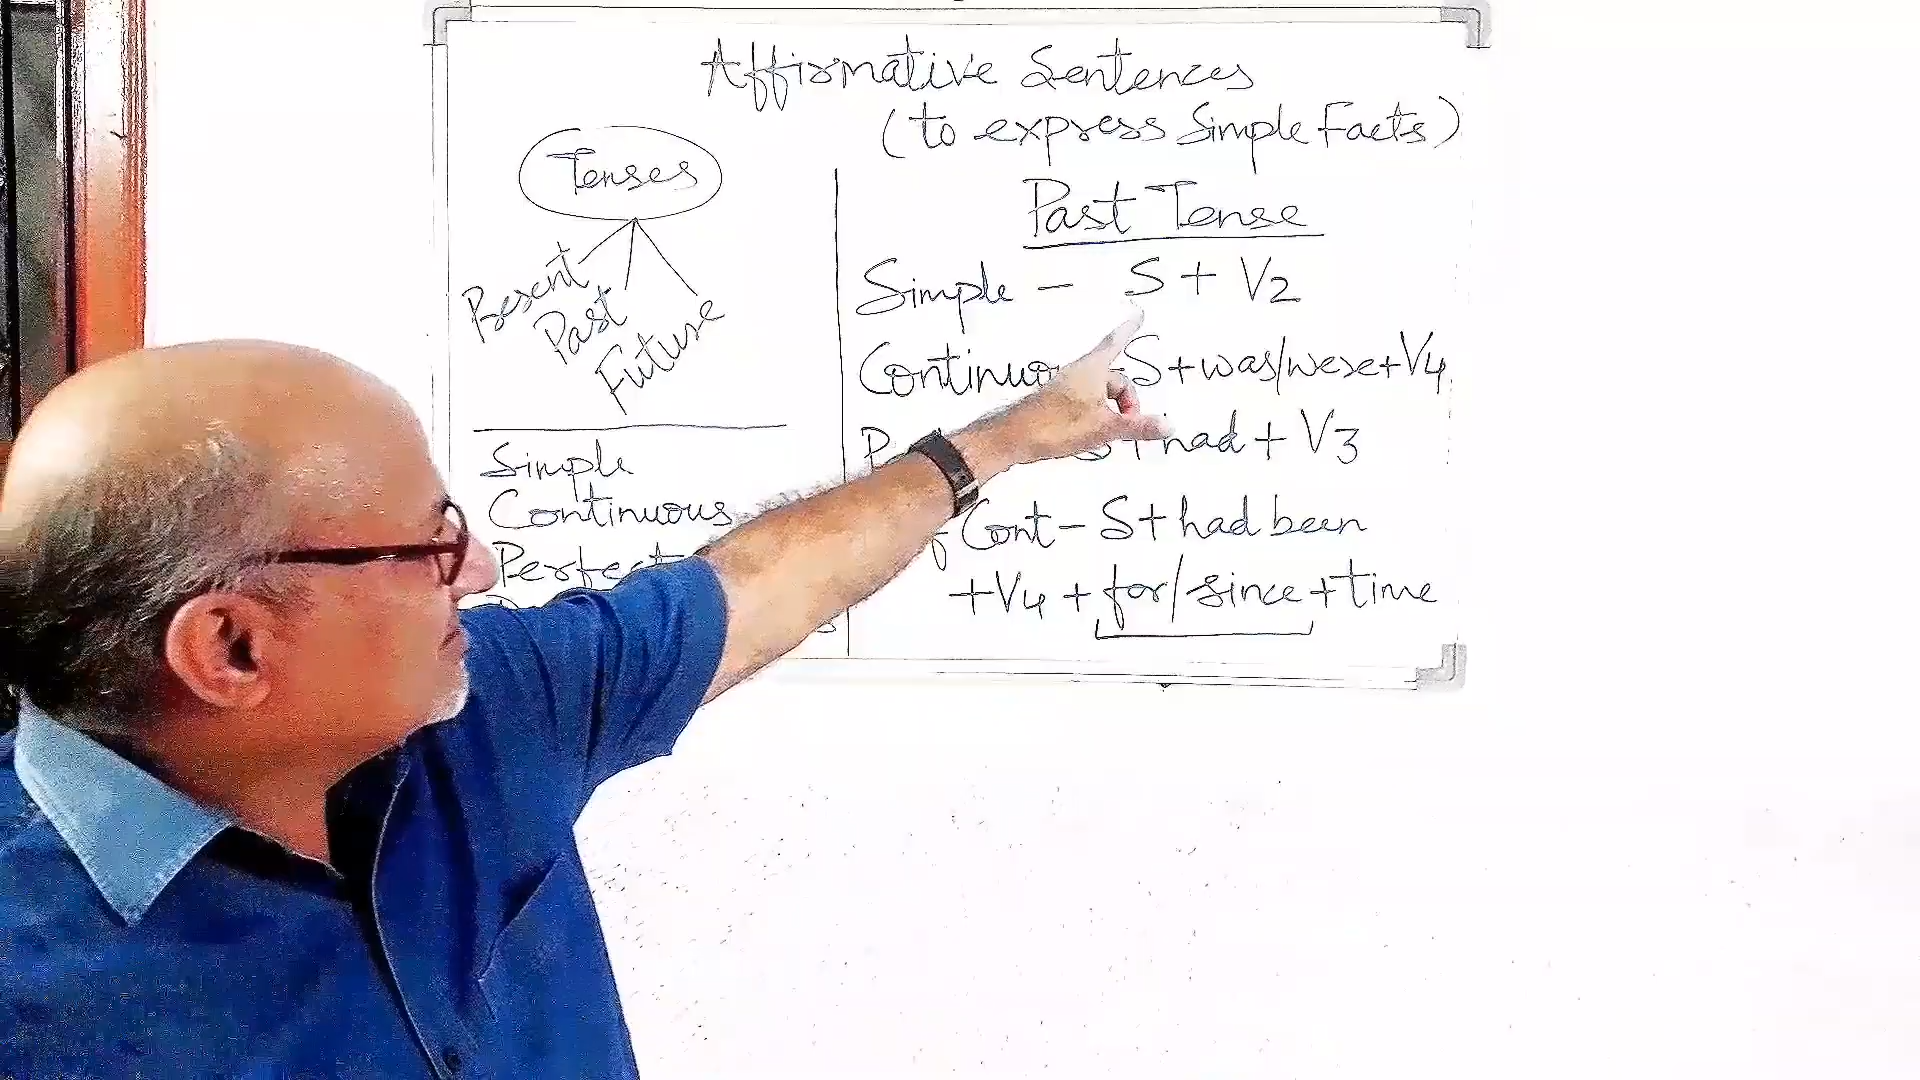 Affirmative Sentences
(to express Simple Facts)
Tenses
Present
Past
Future
Simple
Continuous
Perfect
Past Tense
Simple - S + V2
S+was/were+V4
had + V3
Cont - S+ had been
+V4 + for/since+time